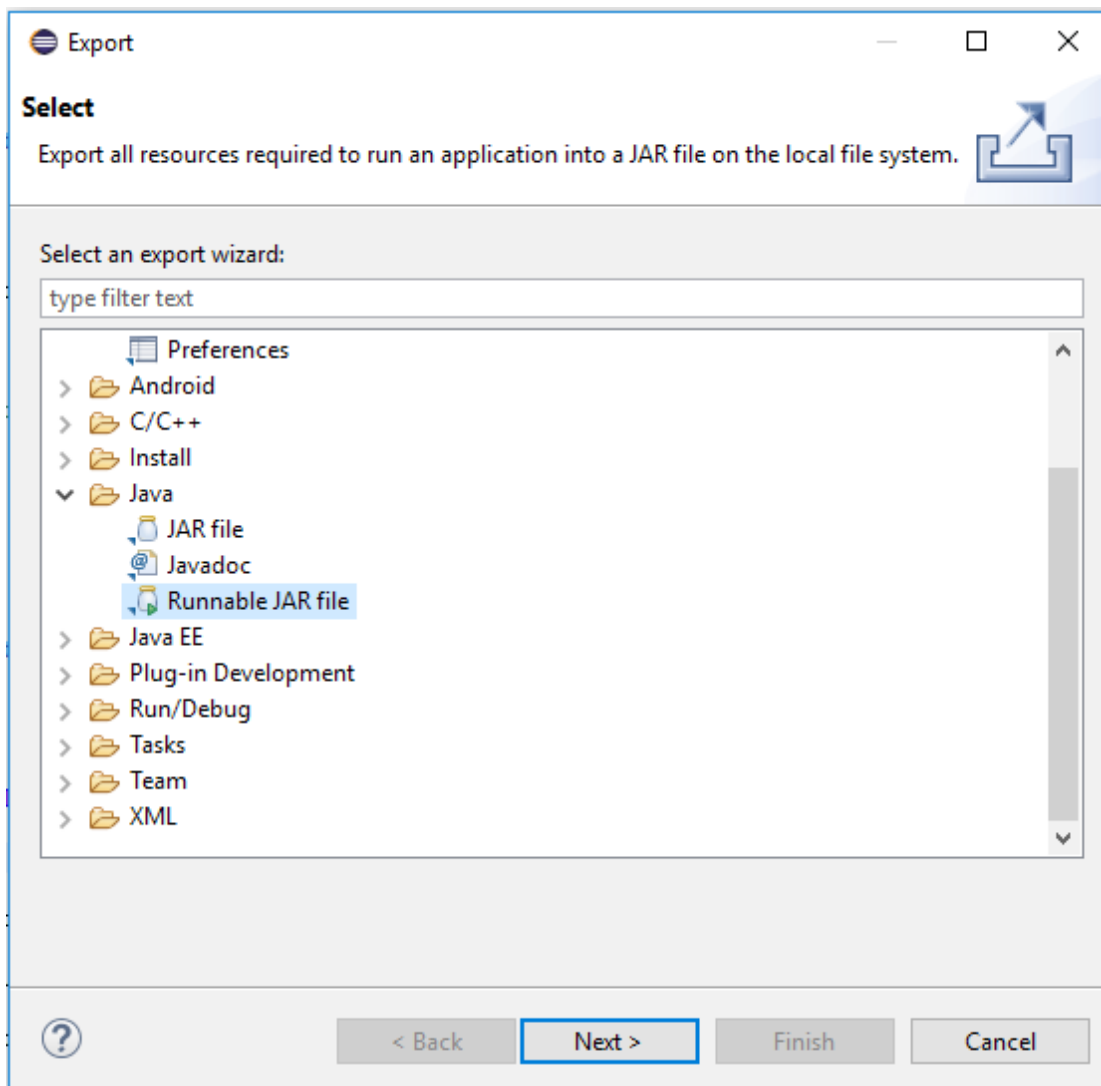 Export
Select
Export all resources required to run an application into a JAR file on the local file system.
Select an export wizard:
type filter text
Preferences
Android
C/C++
Install
Java
JAR file
Javadoc
Runnable JAR file
Java EE
Plug-in Development
Run/Debug
Tasks
Team
XML
< Back Next > Finish Cancel